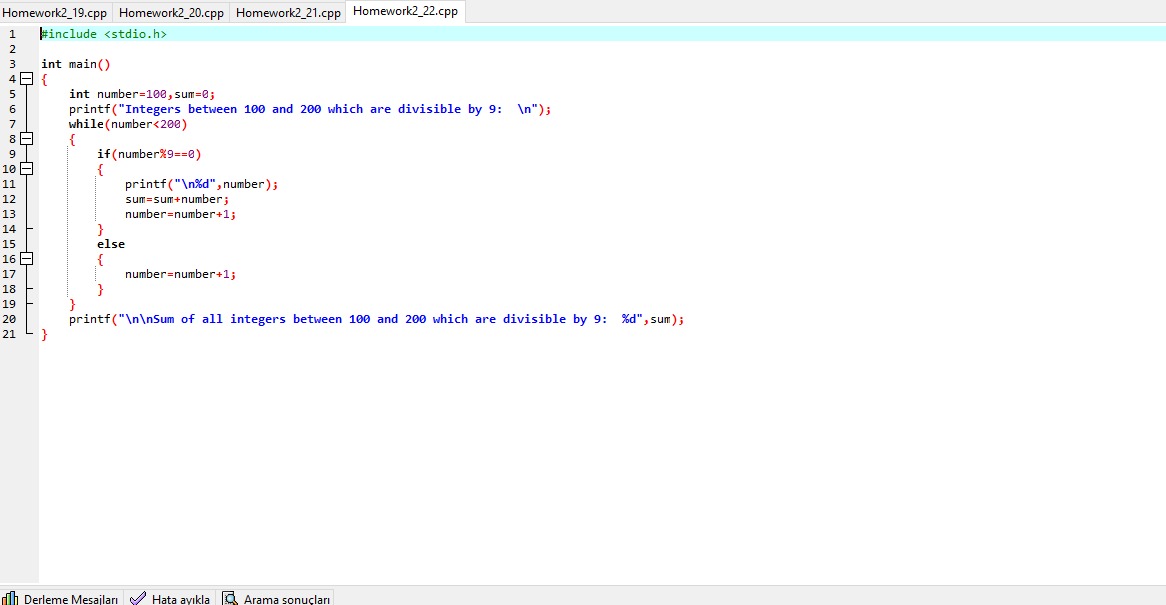 Homework2_19.cpp Homework2_20.cpp Homework2_21.cpp Homework2_22.cpp
1 #include <stdio.h>
2
3 int main()
4 {
5 int number=100,sum=0;
6 printf("Integers between 100 and 200 which are divisible by 9:  \n");
7 while(number<200)
8 {
9 if(number%9==0)
10 {
11 printf("\n%d",number);
12 sum=sum+number;
13 number=number+1;
14 }
15 else
16 {
17 number=number+1;
18 }
19 }
20 printf("\n\nSum of all integers between 100 and 200 which are divisible by 9:  %d",sum);
21 }
Derleme Mesajları Hata ayıkla Arama sonuçları